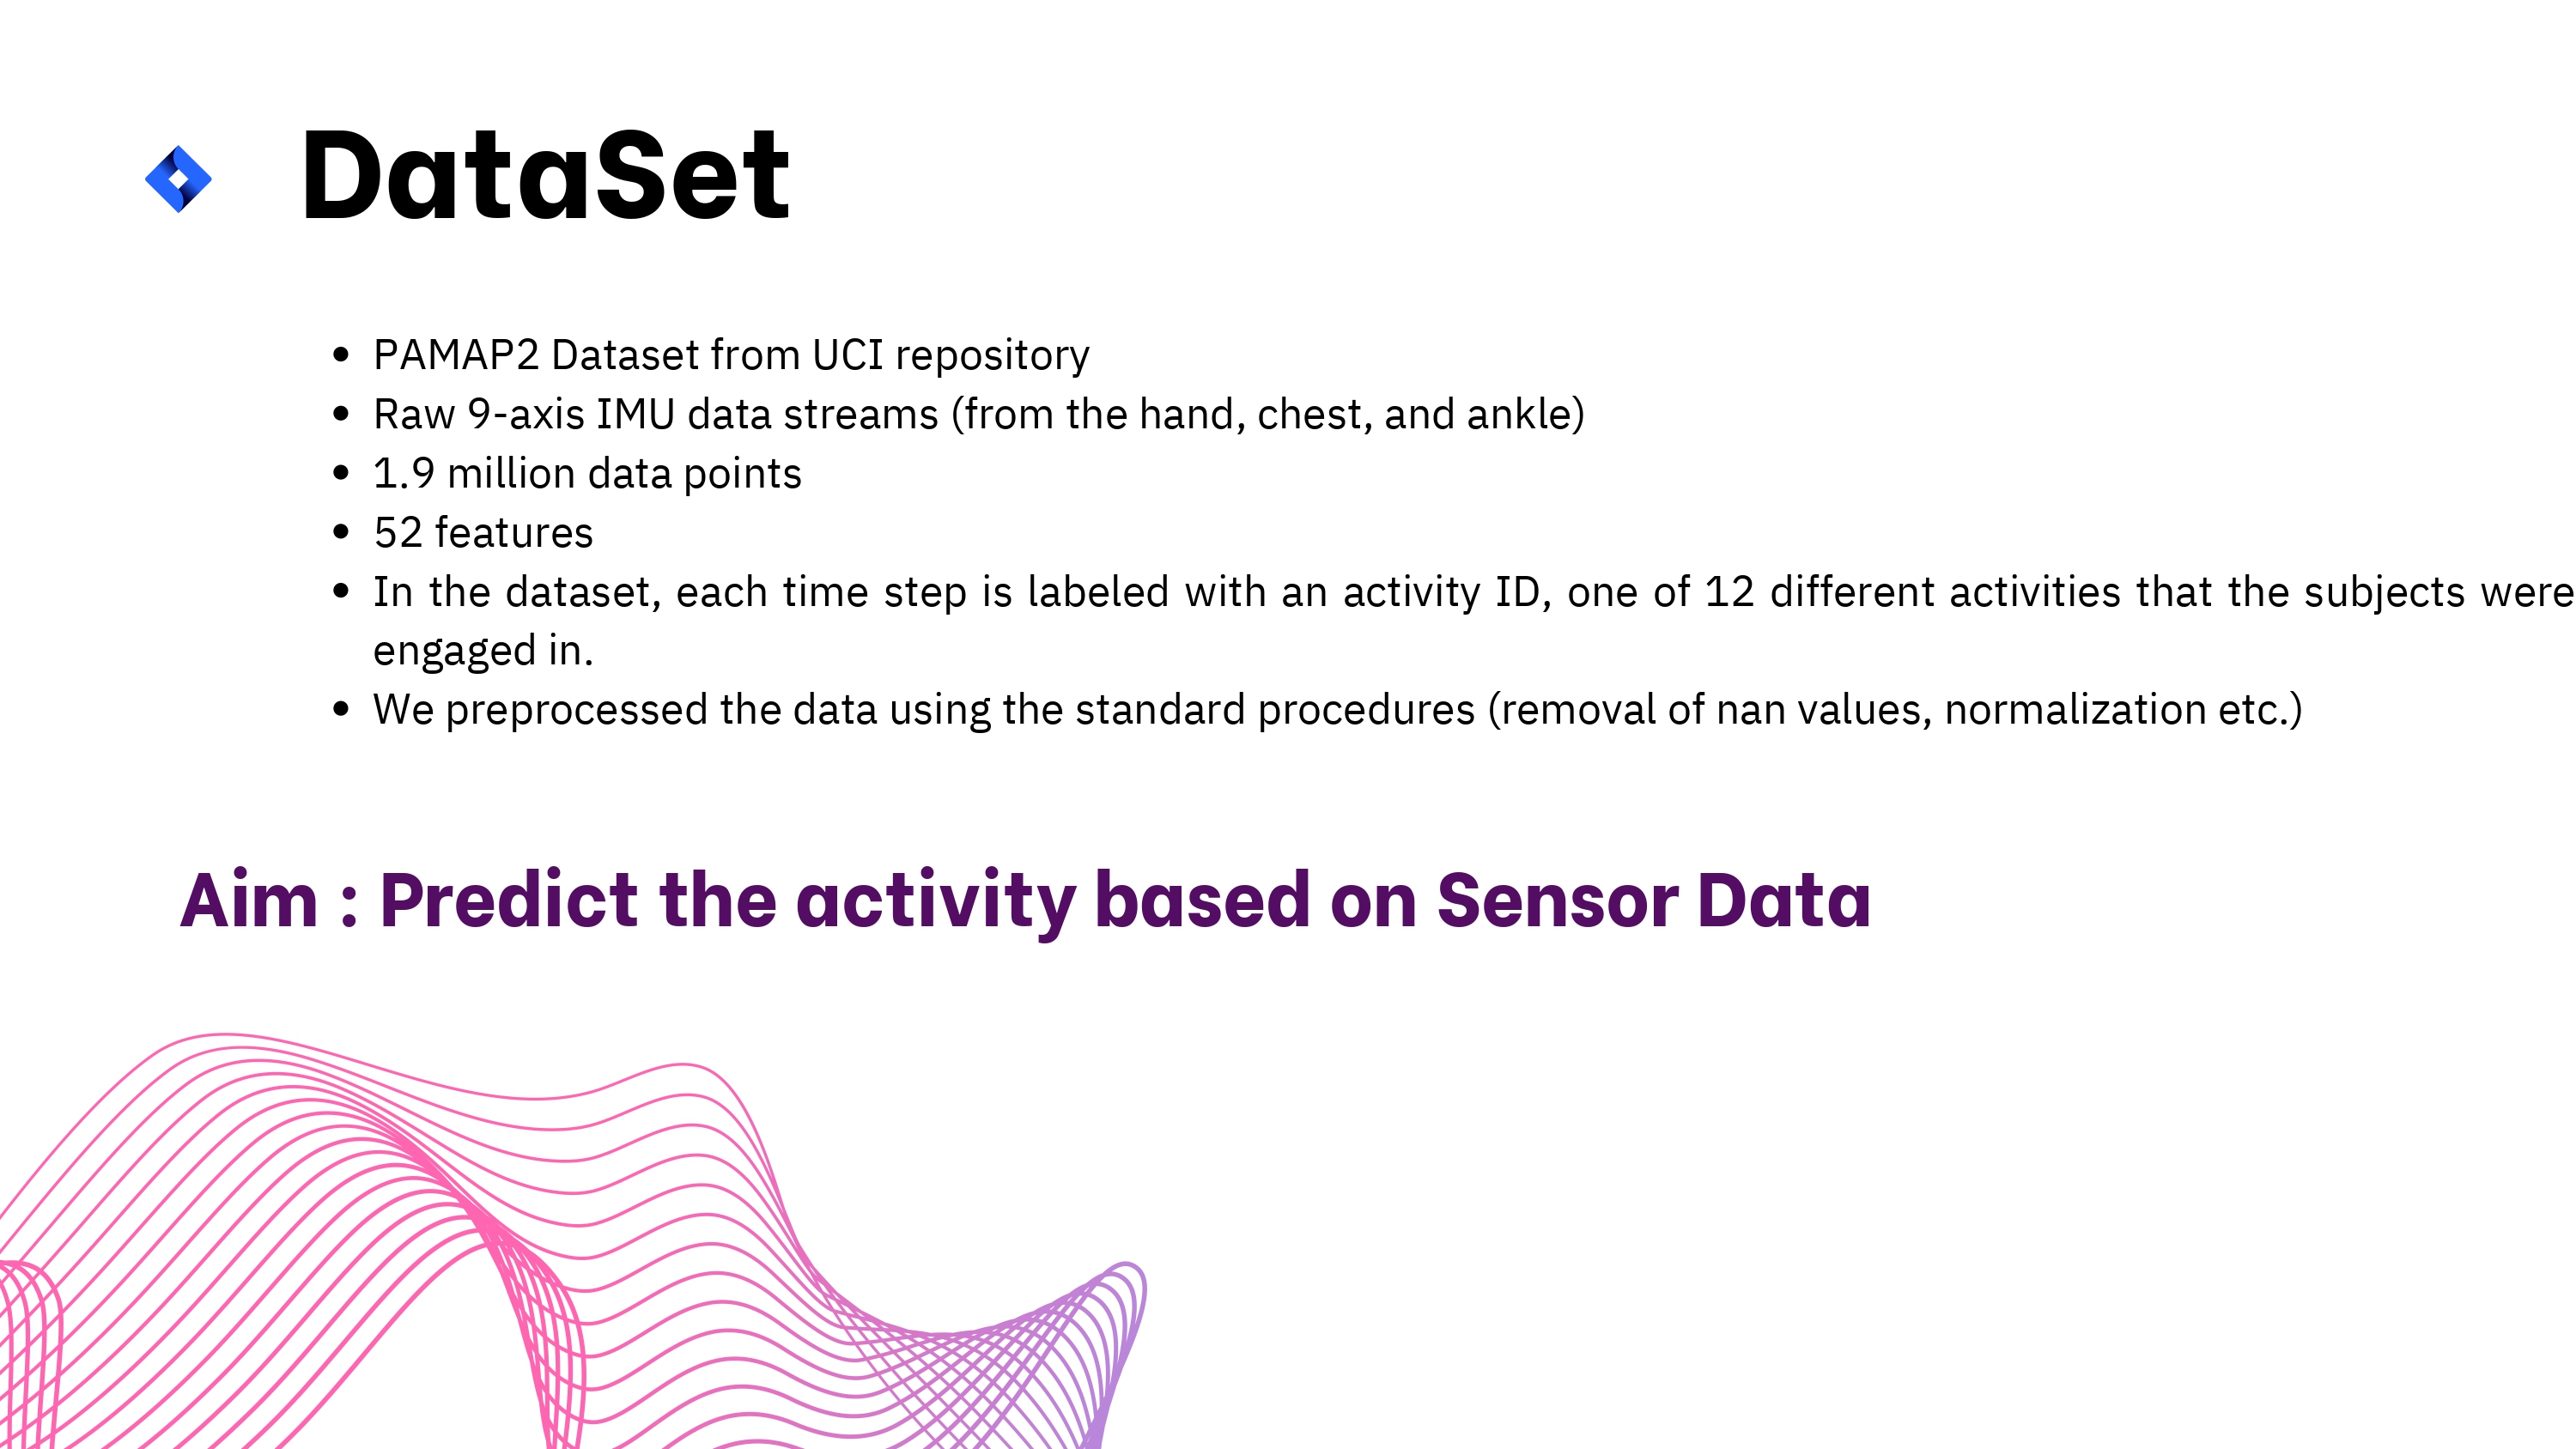 DataSet
• PAMAP2 Dataset from UCI repository
• Raw 9-axis IMU data streams (from the hand, chest, and ankle)
• 1.9 million data points
• 52 features
• In the dataset, each time step is labeled with an activity ID, one of 12 different activities that the subjects were
engaged in.
• We preprocessed the data using the standard procedures (removal of nan values, normalization etc.)
Aim : Predict the activity based on Sensor Data